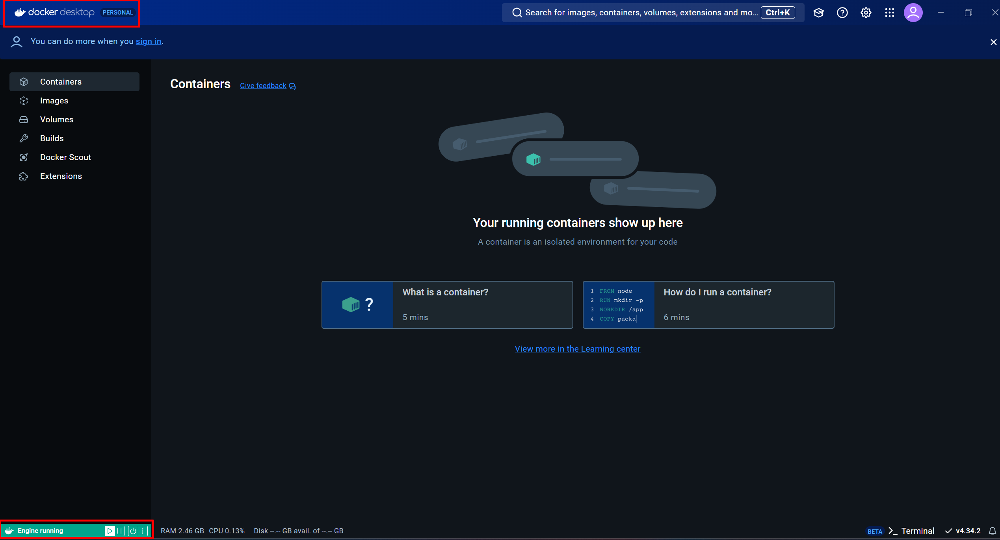 docker desktop PERSONAL
Search for images, containers, volumes, extensions and mo... Ctrl+K
You can do more when you sign in.
Containers
Images
Volumes
Builds
Docker Scout
Extensions
Containers Give feedback
Your running containers show up here
A container is an isolated environment for your code
?
What is a container?
5 mins
1 FROM node
2 RUN mkdir -p
3 WORKDIR /app
4 COPY packa
How do I run a container?
6 mins
View more in the Learning center
Engine running
RAM 2.46 GB CPU 0.13% Disk --.-- GB avail. of --.-- GB
BETA >_ Terminal v4.34.2